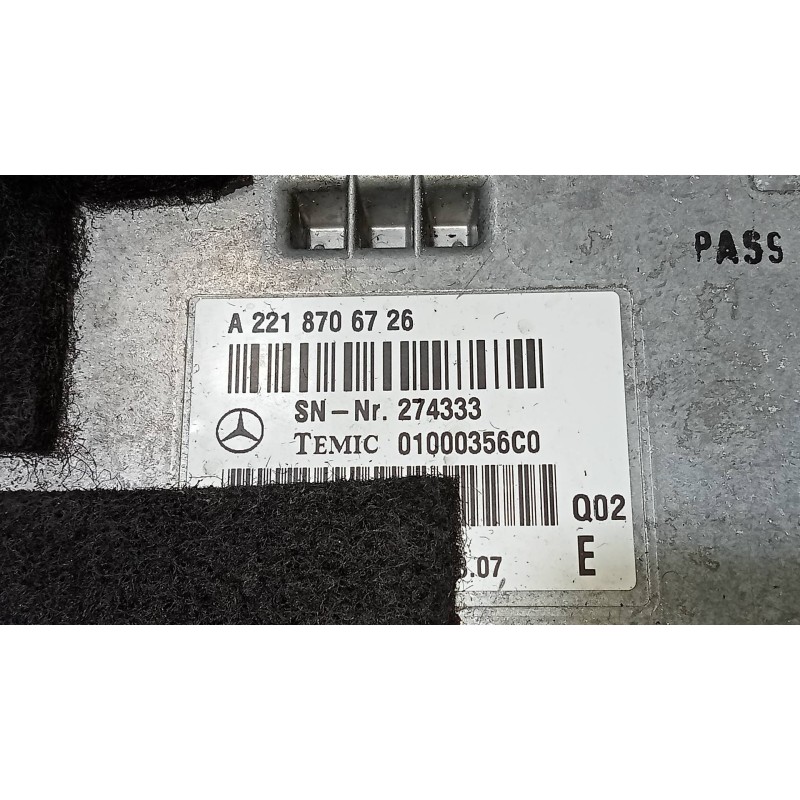 PASS
A 221 870 67 26
SN-Nr. 274333
TEMIC 01000356C0
Q02
.07
E